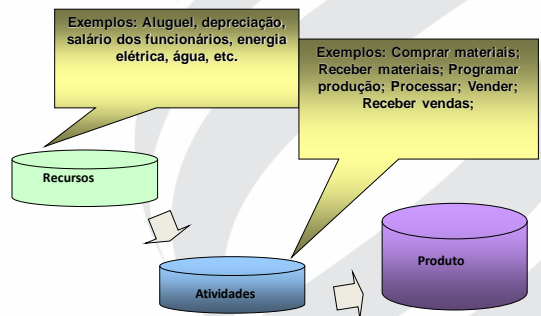 Exemplos: Aluguel, depreciação,
salário dos funcionários, energia
elétrica, água, etc.
Exemplos: Comprar materiais;
Receber materiais; Programar
produção; Processar; Vender;
Receber vendas;
Recursos
Atividades
Produto